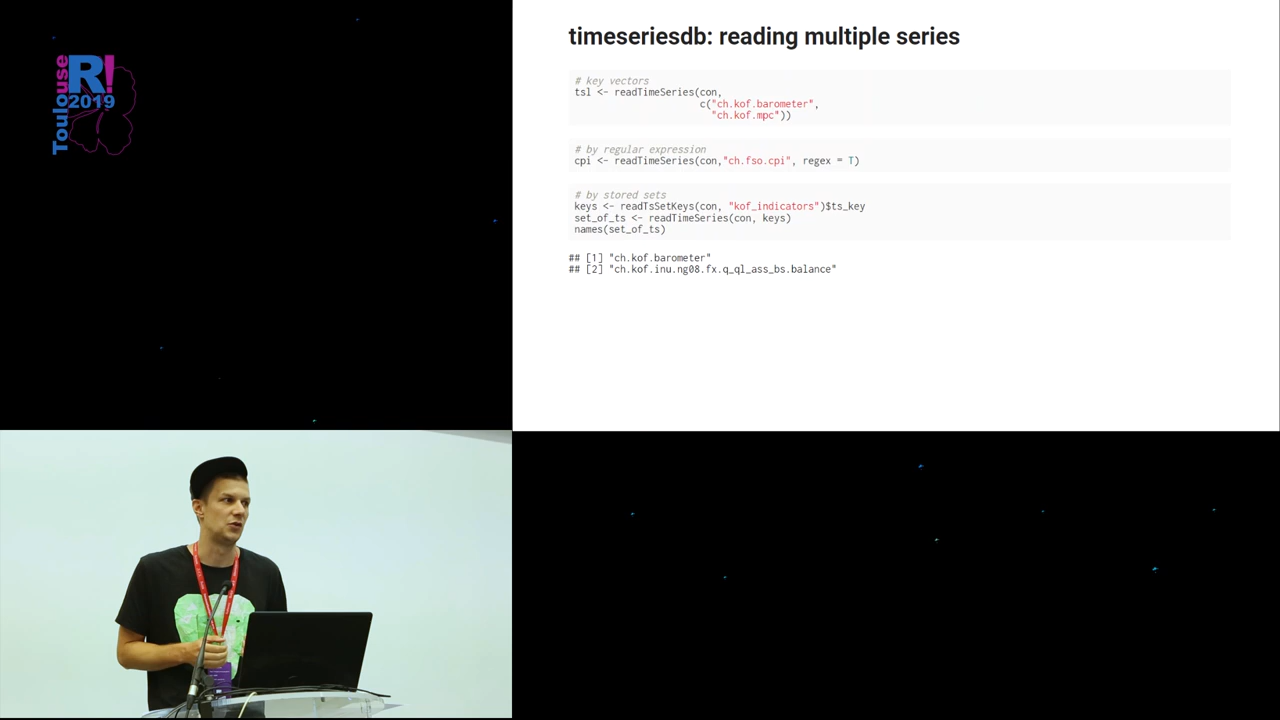 Toulouse
R!
2019
timeseriesdb: reading multiple series
# key vectors
tsl <- readTimeSeries(con,
c("ch.kof.barometer",
"ch.kof.mpc"))
# by regular expression
cpi <- readTimeSeries(con,"ch.fso.cpi", regex = T)
# by stored sets
keys <- readTsSetKeys(con, "kof_indicators")$ts_key
set_of_ts <- readTimeSeries(con, keys)
names(set_of_ts)
## [1] "ch.kof.barometer"
## [2] "ch.kof.inu.ng08.fx.q_ql_ass_bs.balance"